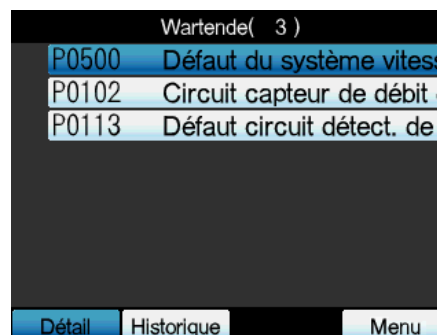 Wartende( 3 )
P0500 Défaut du système
P0102 Circuit capteur de débit
P0113 Défaut circuit détect. de
Détail Historique Menu